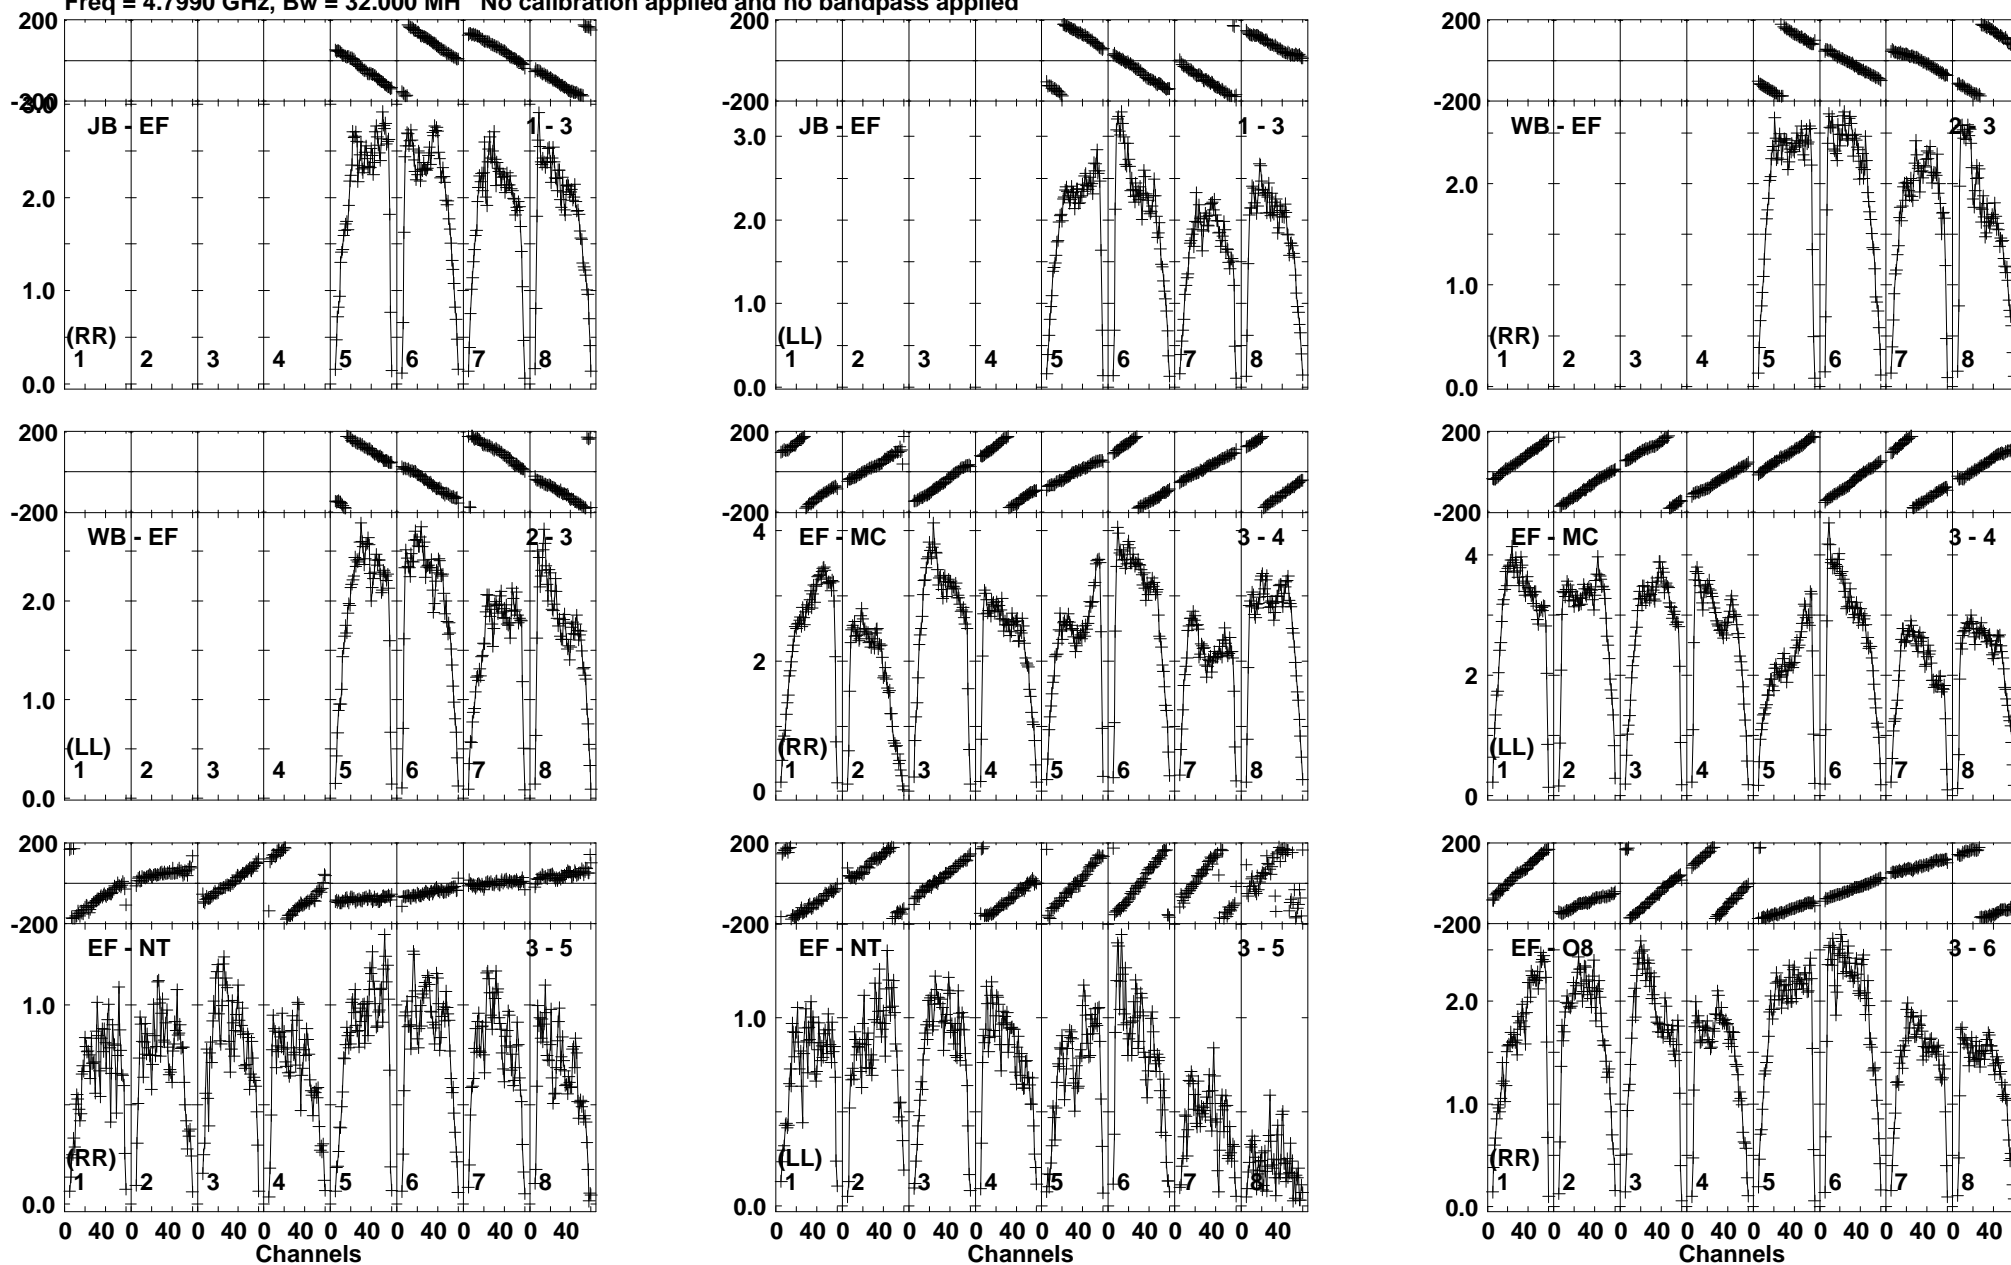 Freq = 4.7990 GHz, Bw = 32.000 MH   No calibration applied and no bandpass applied
200 200 200
-200 -200 -200
3.0 JB - EF 1 - 3 JB - EF 1 - 3 WB - EF 2 - 3
3.0
2.0 2.0 2.0
1.0 1.0 1.0
(RR) (LL) (RR)
1 2 3 4 5 6 7 8 1 2 3 4 5 6 7 8 1 2 3 4 5 6 7 8
0.0 0.0 0.0
200 200 200
-200 -200 -200
WB - EF 2 - 3 EF - MC 3 - 4 EF - MC 3 - 4
4 4
2.0 2 2
1.0
(LL) (RR) (LL)
1 2 3 4 5 6 7 8 1 2 3 4 5 6 7 8 1 2 3 4 5 6 7 8
0.0 0 0
200 200 200
-200 -200 -200
EF - NT 3 - 5 EF - NT 3 - 5 EF - O8 3 - 6
1.0 1.0 2.0
1.0
(RR) (LL) (RR)
1 2 3 4 5 6 7 8 1 2 3 4 5 6 7 8 1 2 3 4 5 6 7 8
0.0 0.0 0.0
0 40 0 40 0 40 0 40 0 40 0 40 0 40 0 40 0 40 0 40 0 40 0 40 0 40 0 40 0 40 0 40 0 40 0 40 0 40 0 40 0 40 0 40 0 40 0 40
Channels Channels Channels